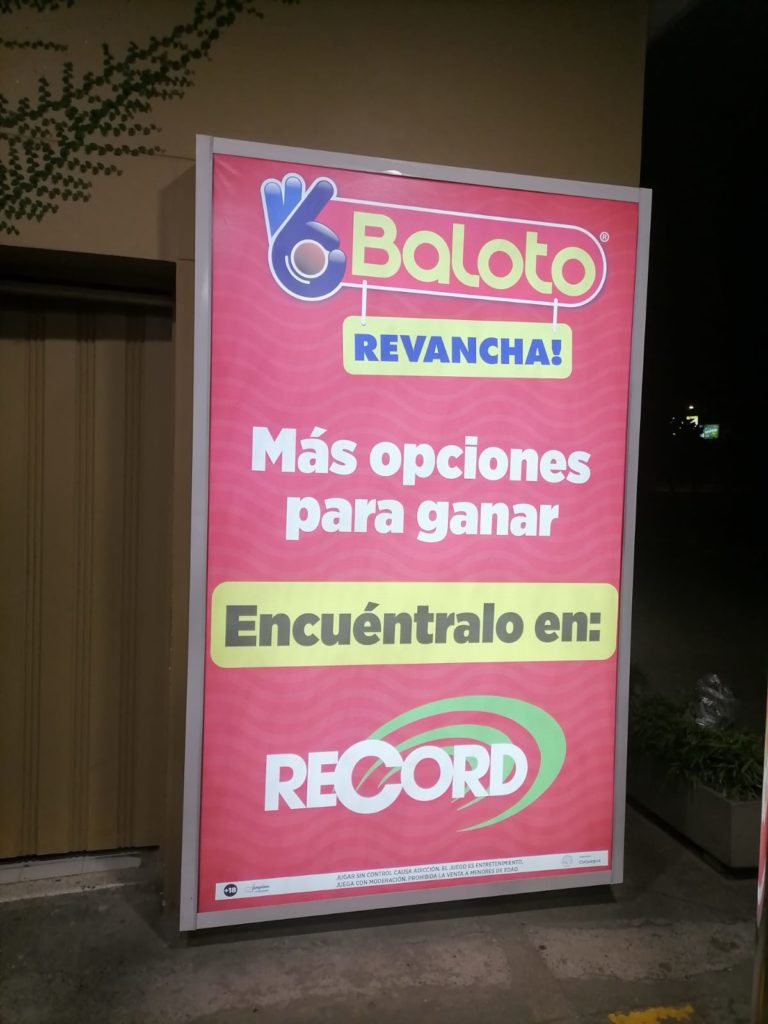 Baloto®
REVANCHA!
Más opciones
para ganar
Encuéntralo en:
RECORD
+18
JUGAR SIN CONTROL CAUSA ADICCIÓN, EL JUEGO ES ENTRETENIMIENTO,
JUEGA CON MODERACIÓN. PROHIBIDA LA VENTA A MENORES DE EDAD.
Coljuegos